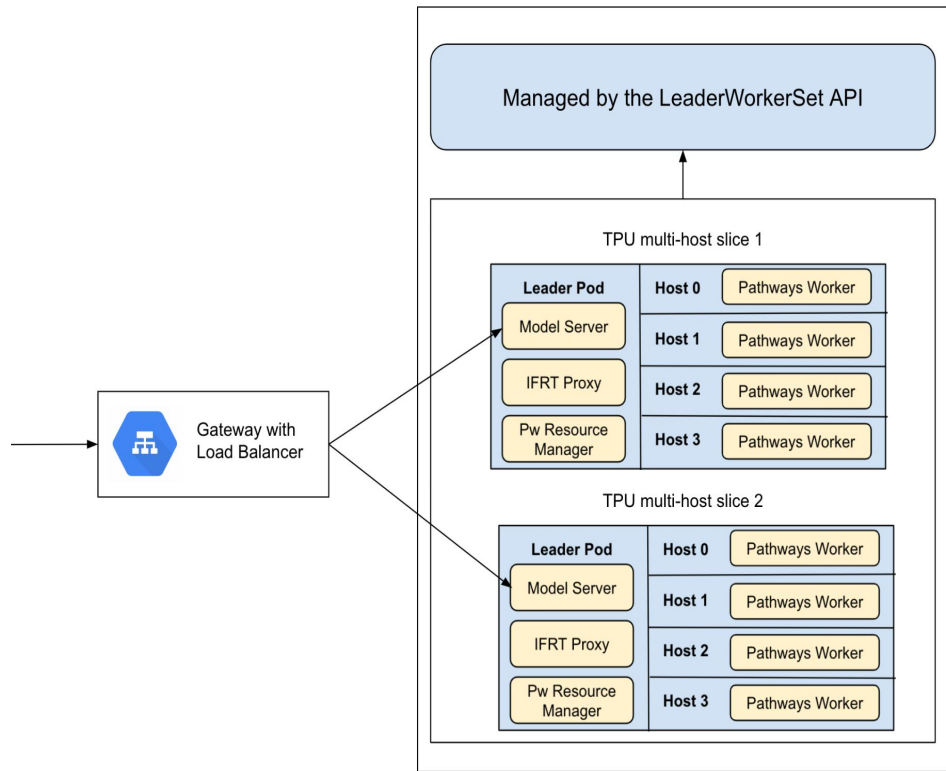 Managed by the LeaderWorkerSet API
TPU multi-host slice 1
Leader Pod
Model Server
IFRT Proxy
Pw Resource
Manager
Host 0
Pathways Worker
Host 1
Pathways Worker
Host 2
Pathways Worker
Host 3
Pathways Worker
Gateway with
Load Balancer
TPU multi-host slice 2
Leader Pod
Model Server
IFRT Proxy
Pw Resource
Manager
Host 0
Pathways Worker
Host 1
Pathways Worker
Host 2
Pathways Worker
Host 3
Pathways Worker